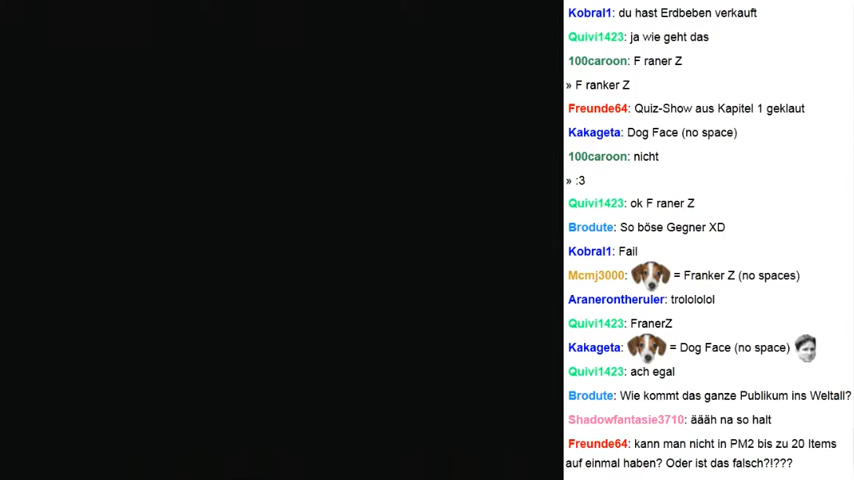 Kobral1: du hast Erdbeben verkauft
Quivi1423: ja wie geht das
100caroon: F raner Z
» F ranker Z
Freunde64: Quiz-Show aus Kapitel 1 geklaut
Kakageta: Dog Face (no space)
100caroon: nicht
» :3
Quivi1423: ok F raner Z
Brodute: So böse Gegner XD
Kobral1: Fail
Mcmj3000: = Franker Z (no spaces)
Aranerontheruler: trolololol
Quivi1423: FranerZ
Kakageta: = Dog Face (no space)
Quivi1423: ach egal
Brodute: Wie kommt das ganze Publikum ins Weltall?
Shadowfantasie3710: äääh na so halt
Freunde64: kann man nicht in PM2 bis zu 20 Items
auf einmal haben? Oder ist das falsch?!???